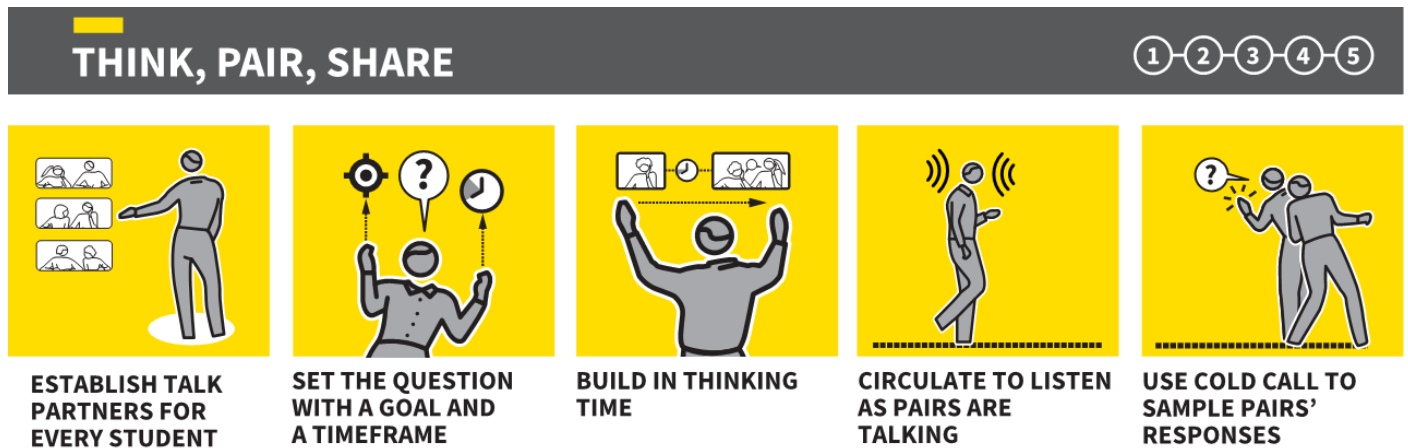 THINK, PAIR, SHARE
1 2 3 4 5
?
?
ESTABLISH TALK
PARTNERS FOR
EVERY STUDENT
SET THE QUESTION
WITH A GOAL AND
A TIMEFRAME
BUILD IN THINKING
TIME
CIRCULATE TO LISTEN
AS PAIRS ARE
TALKING
USE COLD CALL TO
SAMPLE PAIRS’
RESPONSES